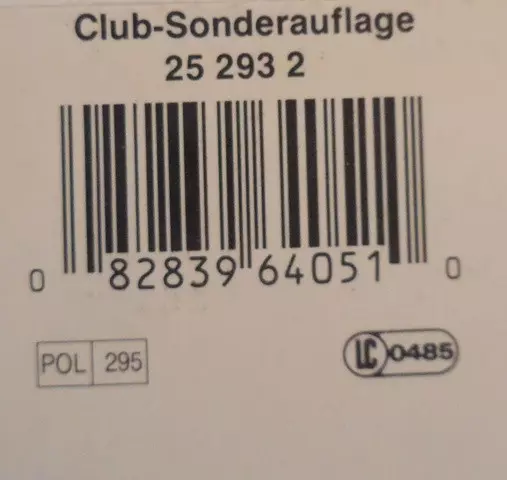 Club-Sonderauflage
25 293 2
0 82839 64051 0
POL 295
LC 0485